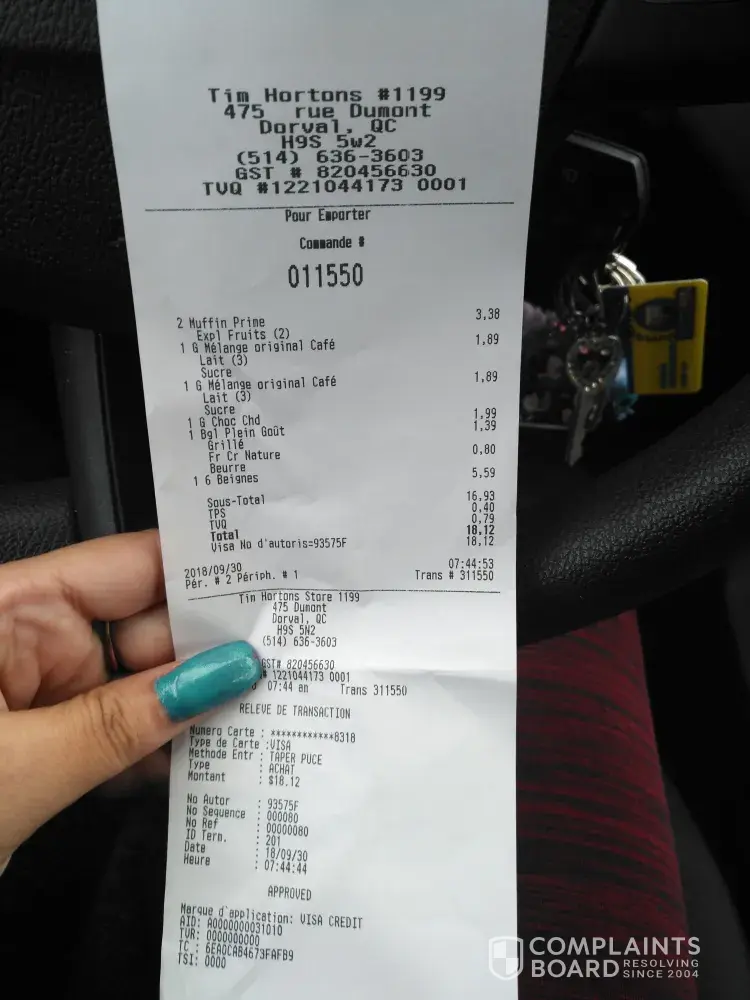 Tim Hortons #1199
475 rue Dumont
Dorval, QC
H9S 5w2
(514) 636-3603
GST # 820456630
TVQ #1221044173 0001
Pour Emporter
Commande #
011550
2 Muffin Prime 3,38
Expl Fruits (2)
1 G Mélange original Café 1,89
Lait (3)
Sucre
1 G Mélange original Café 1,89
Lait (3)
Sucre
1 G Choc Chd 1,99
1 Bgl Plein Goût 1,39
Grillé
Fr Cr Nature 0,80
Beurre
1 6 Beignes 5,59
Sous-Total 16,93
TPS 0,40
TVQ 0,79
Total 18,12
Visa No d'autoris=93575F 18,12
2018/09/30 07:44:53
Pér. # 2 Périph. # 1 Trans # 311550
Tim Hortons Store 1199
475 Dumont
Dorval, QC
H9S 5N2
(514) 636-3603
GST# 820456630
# 1221044173 0001
07:44 am Trans 311550
RELEVE DE TRANSACTION
Numero Carte : ************8318
Type de Carte :VISA
Methode Entr : TAPER PUCE
Type : ACHAT
Montant : $18.12
No Autor : 93575F
No Sequence : 000080
No Ref : 00000080
ID Term. : 201
Date : 18/09/30
Heure : 07:44:44
APPROVED
Marque d'application: VISA CREDIT
AID: A0000000031010
TVR: 0000000000
TC : 6EA0CAB4673FAFB9
TSI: 0000
COMPLAINTS
BOARD RESOLVING
SINCE 2004